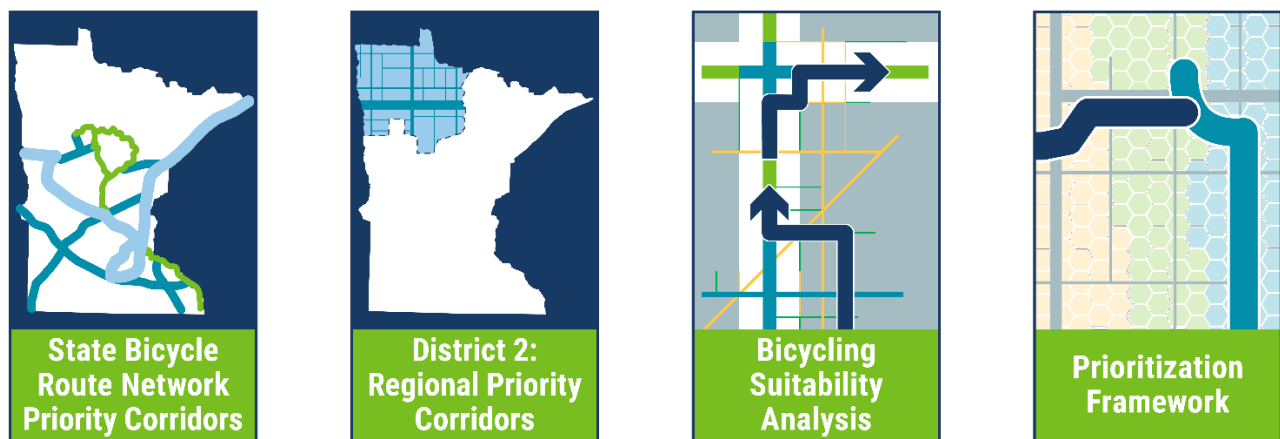 State Bicycle
Route Network
Priority Corridors
District 2:
Regional Priority
Corridors
Bicycling
Suitability
Analysis
Prioritization
Framework